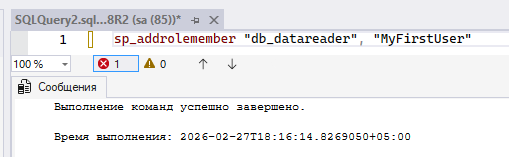 SQLQuery2.sql...8R2 (sa (85))*
1 sp_addrolemember "db_datareader", "MyFirstUser"
100 % 1 0
Сообщения
Выполнение команд успешно завершено.
Время выполнения: 2026-02-27T18:16:14.8269050+05:00